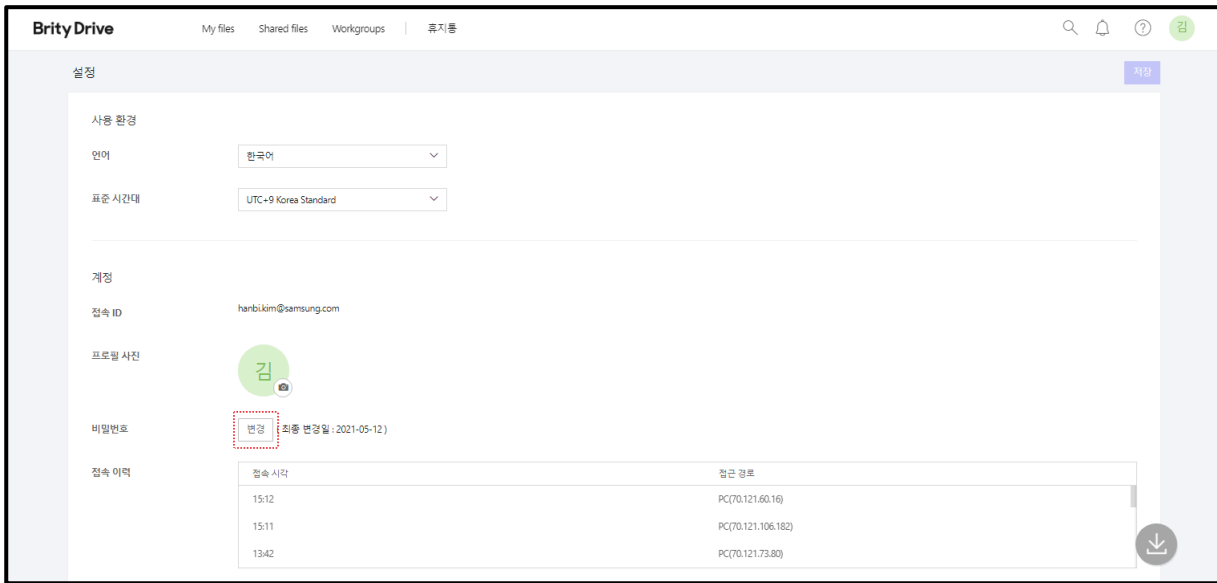 Brity Drive My files Shared files Workgroups 휴지통 김
설정 저장
사용 환경
언어 한국어
표준 시간대 UTC+9 Korea Standard
계정
접속 ID hanbi.kim@samsung.com
프로필 사진 김
비밀번호 변경 ( 최종 변경일 : 2021-05-12 )
접속 이력 접속 시각 접근 경로
15:12 PC(70.121.60.16)
15:11 PC(70.121.106.182)
13:42 PC(70.121.73.80)